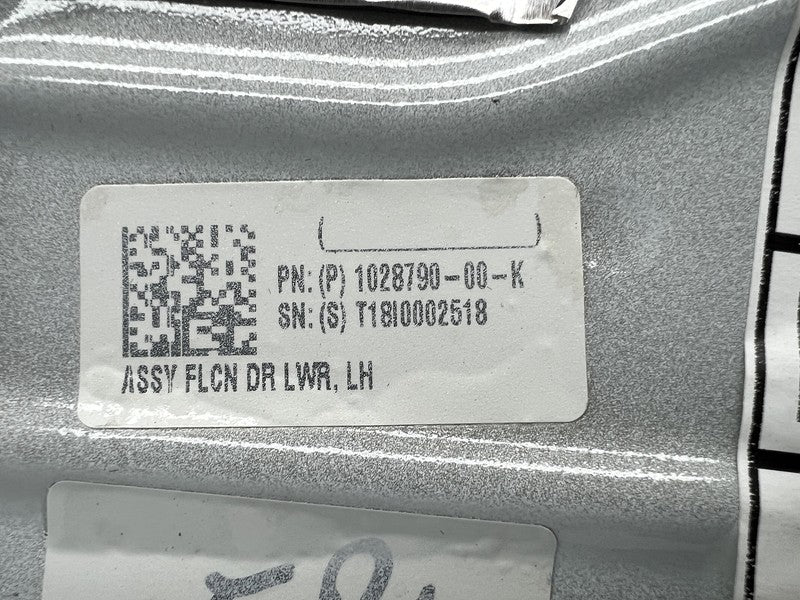 PN: (P) 1028790-00-K
SN: (S) T18I0002518
ASSY FLCN DR LWR, LH